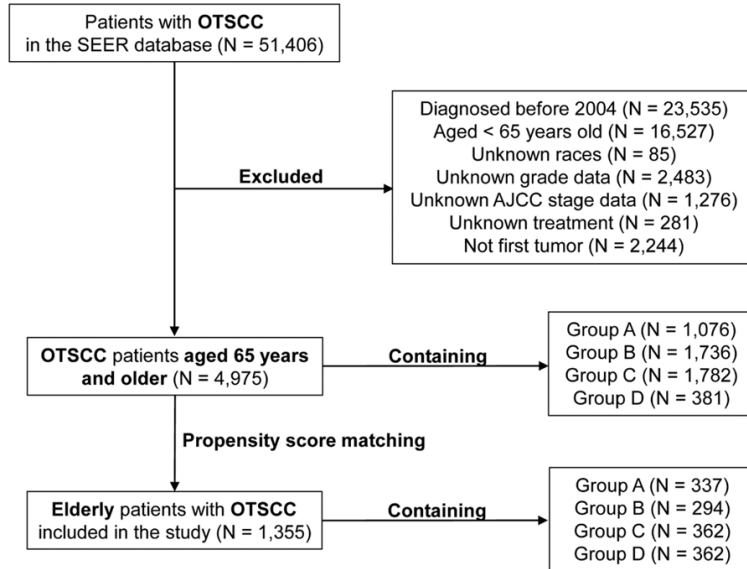 Patients with OTSCC
in the SEER database (N = 51,406)
Diagnosed before 2004 (N = 23,535)
Aged < 65 years old (N = 16,527)
Unknown races (N = 85)
Unknown grade data (N = 2,483)
Unknown AJCC stage data (N = 1,276)
Unknown treatment (N = 281)
Not first tumor (N = 2,244)
Excluded
OTSCC patients aged 65 years
and older (N = 4,975)
Containing
Group A (N = 1,076)
Group B (N = 1,736)
Group C (N = 1,782)
Group D (N = 381)
Propensity score matching
Elderly patients with OTSCC
included in the study (N = 1,355)
Containing
Group A (N = 337)
Group B (N = 294)
Group C (N = 362)
Group D (N = 362)